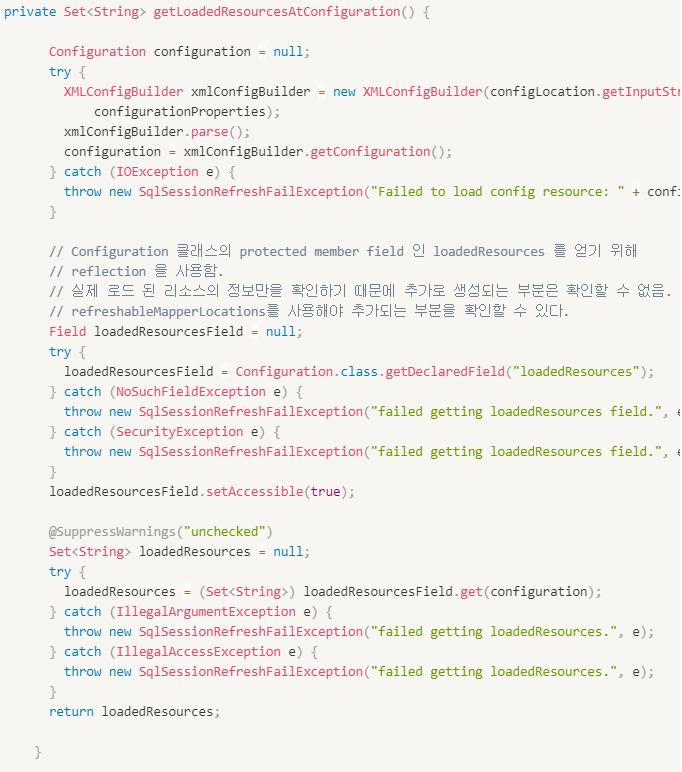 private Set<String> getLoadedResourcesAtConfiguration() {
Configuration configuration = null;
try {
XMLConfigBuilder xmlConfigBuilder = new XMLConfigBuilder(configLocation.getInputStr
configurationProperties);
xmlConfigBuilder.parse();
configuration = xmlConfigBuilder.getConfiguration();
} catch (IOException e) {
throw new SqlSessionRefreshFailException("Failed to load config resource: " + confi
}
// Configuration 클래스의 protected member field 인 loadedResources 를 얻기 위해
// reflection 을 사용함.
// 실제 로드 된 리소스의 정보만을 확인하기 때문에 추가로 생성되는 부분은 확인할 수 없음.
// refreshableMapperLocations를 사용해야 추가되는 부분을 확인할 수 있다.
Field loadedResourcesField = null;
try {
loadedResourcesField = Configuration.class.getDeclaredField("loadedResources");
} catch (NoSuchFieldException e) {
throw new SqlSessionRefreshFailException("failed getting loadedResources field.", e
} catch (SecurityException e) {
throw new SqlSessionRefreshFailException("failed getting loadedResources field.", e
}
loadedResourcesField.setAccessible(true);
@SuppressWarnings("unchecked")
Set<String> loadedResources = null;
try {
loadedResources = (Set<String>) loadedResourcesField.get(configuration);
} catch (IllegalArgumentException e) {
throw new SqlSessionRefreshFailException("failed getting loadedResources.", e);
} catch (IllegalAccessException e) {
throw new SqlSessionRefreshFailException("failed getting loadedResources.", e);
}
return loadedResources;
}